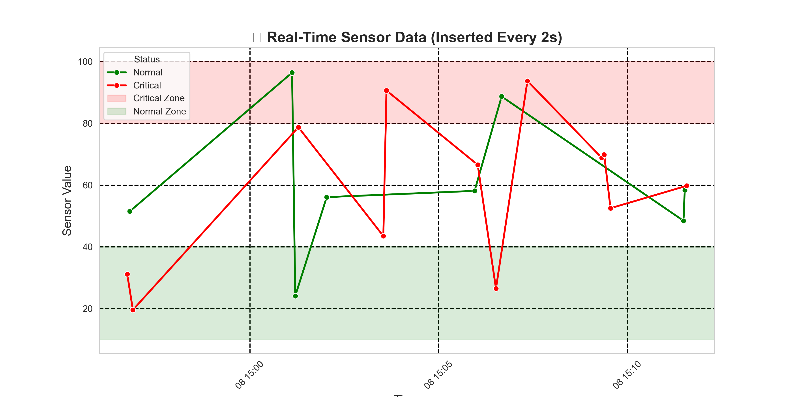 Real-Time Sensor Data (Inserted Every 2s)
Status
Normal
Critical
Critical Zone
Normal Zone
Sensor Value
100
80
60
40
20
08 15:00
08 15:05
08 15:10